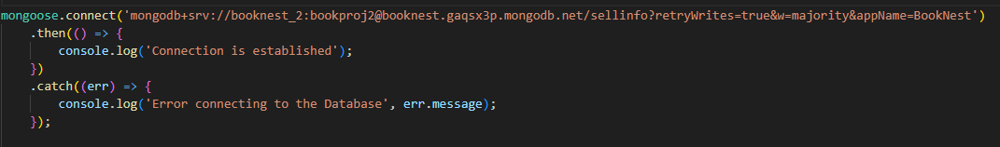 mongoose.connect('mongodb+srv://booknest_2:bookproj2@booknest.gaqsx3p.mongodb.net/sellinfo?retryWrites=true&w=majority&appName=BookNest')
    .then(() => {
        console.log('Connection is established');
    })
    .catch((err) => {
        console.log('Error connecting to the Database', err.message);
    });